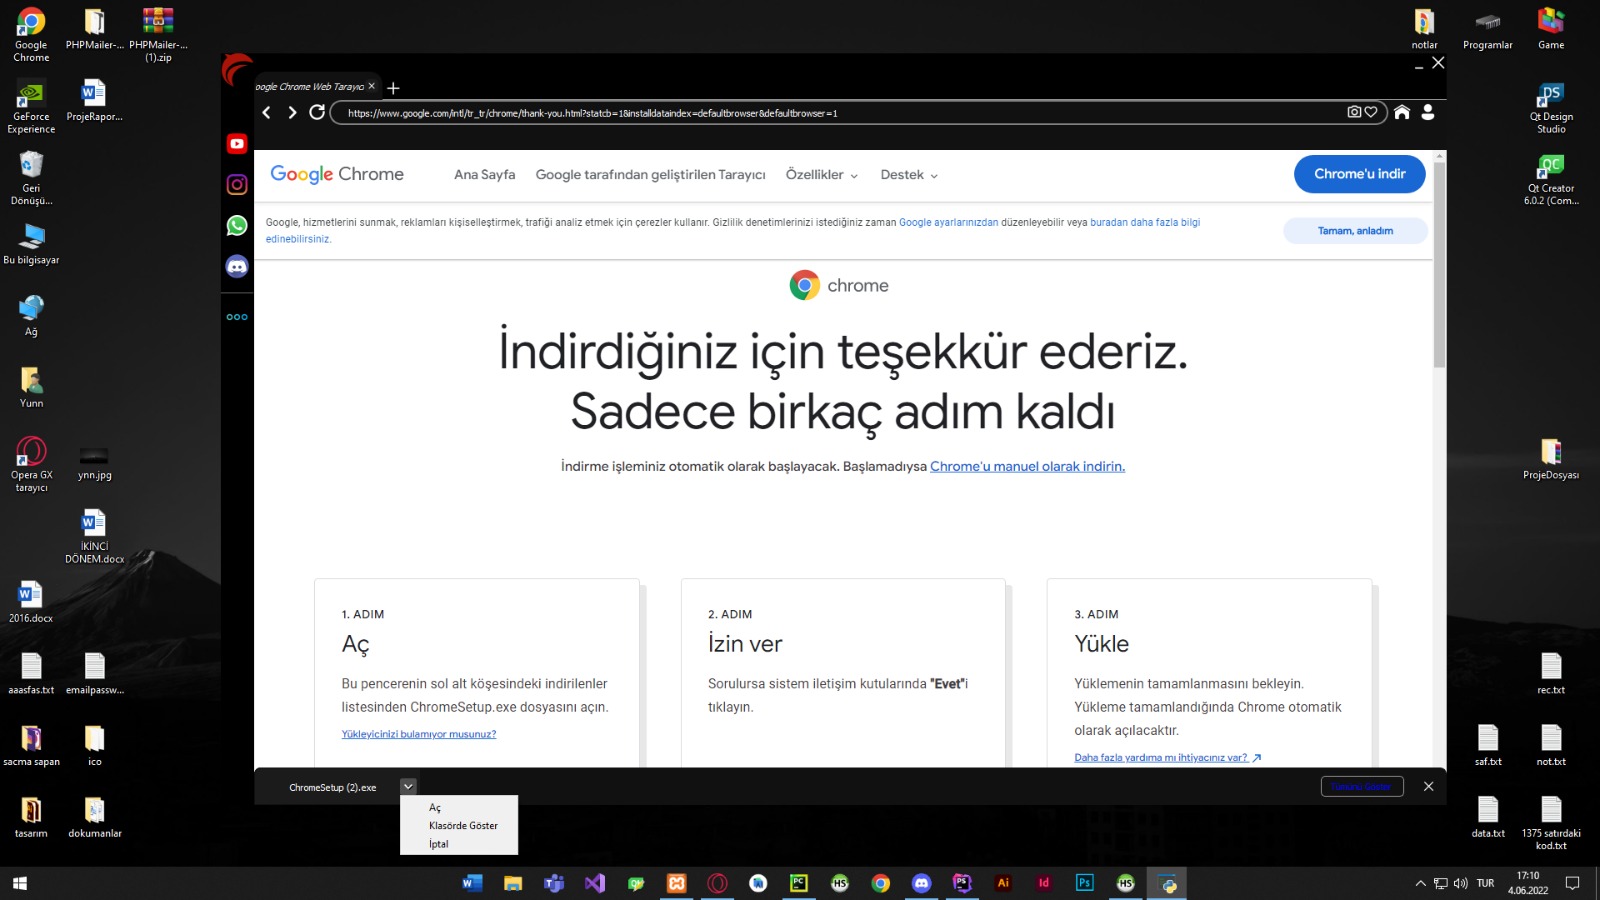 Google Chrome
PHPMailer-...
PHPMailer-... (1).zip
notlar
Programlar
Game
GeForce Experience
ProjeRapor...
Qt Design Studio
Geri Dönüşü...
Qt Creator 6.0.2 (Com...
Bu bilgisayar
Ağ
Yunn
Opera GX tarayıcı
ynn.jpg
ProjeDosyası
İKİNCİ DÖNEM.docx
2016.docx
aaasfas.txt
emailpassw...
rec.txt
sacma sapan
ico
saf.txt
not.txt
tasarım
dokumanlar
data.txt
1375 satırdaki kod.txt
oogle Chrome Web Tarayıc
https://www.google.com/intl/tr_tr/chrome/thank-you.html?statcb=1&installdataindex=defaultbrowser&defaultbrowser=1
Google Chrome
Ana Sayfa
Google tarafından geliştirilen Tarayıcı
Özellikler
Destek
Chrome'u indir
Google, hizmetlerini sunmak, reklamları kişiselleştirmek, trafiği analiz etmek için çerezler kullanır. Gizlilik denetimlerinizi istediğiniz zaman Google ayarlarınızdan düzenleyebilir veya buradan daha fazla bilgi
edinebilirsiniz.
Tamam, anladım
chrome
İndirdiğiniz için teşekkür ederiz.
Sadece birkaç adım kaldı
İndirme işleminiz otomatik olarak başlayacak. Başlamadıysa Chrome'u manuel olarak indirin.
1. ADIM
Aç
Bu pencerenin sol alt köşesindeki indirilenler
listesinden ChromeSetup.exe dosyasını açın.
Yükleyicinizi bulamıyor musunuz?
2. ADIM
İzin ver
Sorulursa sistem iletişim kutularında "Evet"i
tıklayın.
3. ADIM
Yükle
Yüklemenin tamamlanmasını bekleyin.
Yükleme tamamlandığında Chrome otomatik
olarak açılacaktır.
Daha fazla yardıma mı ihtiyacınız var?
ChromeSetup (2).exe
Tümünü Göster
Aç
Klasörde Göster
İptal
TUR
17:10
4.06.2022